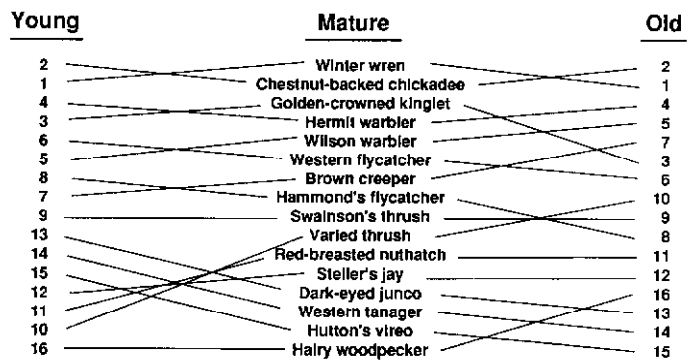 Young Mature Old
2 Winter wren 2
1 Chestnut-backed chickadee 1
4 Golden-crowned kinglet 4
3 Hermit warbler 5
6 Wilson warbler 7
5 Western flycatcher 3
8 Brown creeper 6
7 Hammond's flycatcher 10
9 Swainson's thrush 9
13 Varied thrush 8
14 Red-breasted nuthatch 11
15 Steller's jay 12
12 Dark-eyed junco 16
11 Western tanager 13
10 Hutton's vireo 14
16 Hairy woodpecker 15